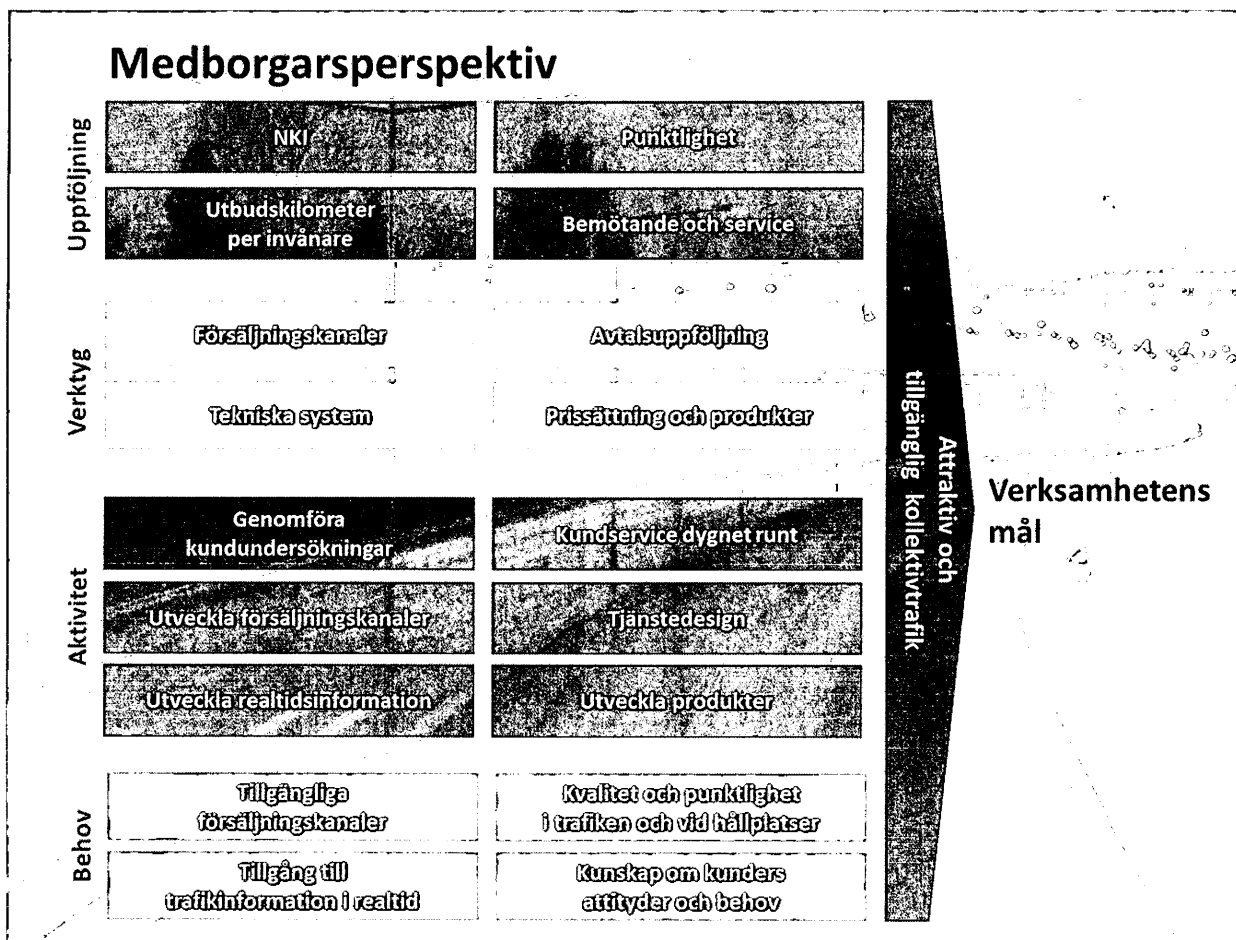 Medborgarsperspektiv
Uppföljning
NKI
Punktlighet
Utbudskilometer
per invånare
Bemötande och service
Verktyg
Försäljningskanaler
Avtalsuppföljning
Tekniska system
Prissättning och produkter
Aktivitet
Genomföra
kundundersökningar
Kundservice dygnet runt
Utveckla försäljningskanaler
Tjänstedesign
Utveckla realtidsinformation
Utveckla produkter
Behov
Tillgängliga
försäljningskanaler
Kvalitet och punktlighet
i trafiken och vid hållplatser
Tillgång till
trafikinformation i realtid
Kunskap om kunders
attityder och behov
Attraktiv och
tillgänglig kollektivtrafik
Verksamhetens
mål